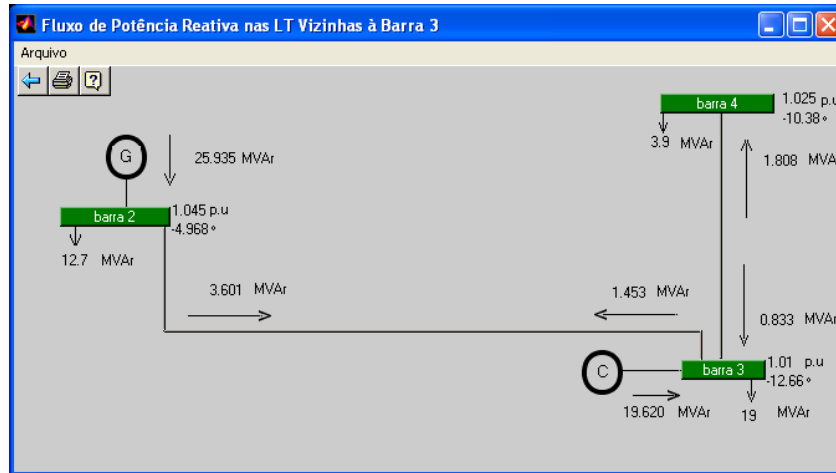 Fluxo de Potência Reativa nas LT Vizinhas à Barra 3
Arquivo
barra 4
1.025 p.u
-10.38 °
3.9 MVAr
1.808 MVA
G
25.935 MVAr
barra 2
1.045 p.u
-4.968 °
12.7 MVAr
3.601 MVAr
1.453 MVAr
0.833 MVAr
C
barra 3
1.01 p.u
-12.66 °
19.620 MVAr
19 MVAr